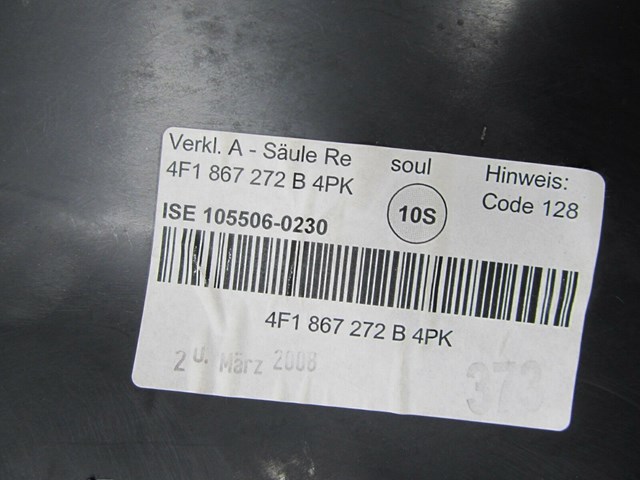 Verkl. A - Säule Re
4F1 867 272 B 4PK
soul
Hinweis:
Code 128
10S
ISE 105506-0230
4F1 867 272 B 4PK
März 2008
373